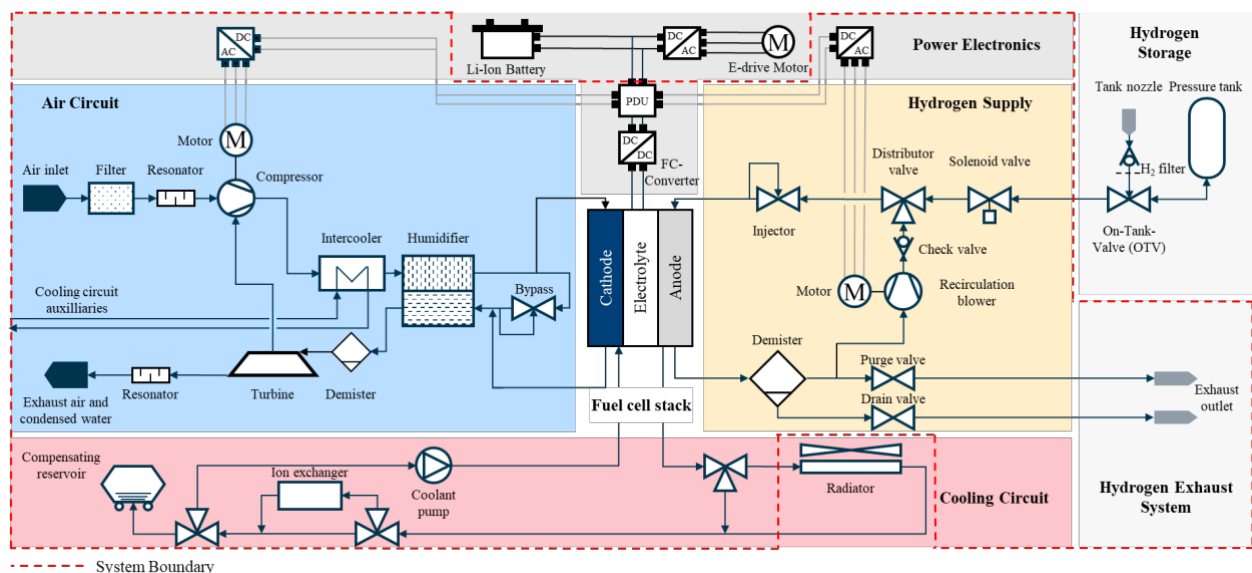 DC
AC
Li-Ion Battery
DC
AC
M
E-drive Motor
DC
AC
Power Electronics
Hydrogen
Storage
Air Circuit
PDU
Hydrogen Supply
Tank nozzle
Pressure tank
Motor
M
DC
DC
FC-
Converter
Air inlet
Filter
Resonator
Compressor
Distributor
valve
Solenoid valve
H2 filter
Injector
On-Tank-
Valve (OTV)
Intercooler
Humidifier
Check valve
Cathode
Electrolyte
Anode
Cooling circuit
auxilliaries
Bypass
Motor
M
Recirculation
blower
Demister
Purge valve
Exhaust air and
condensed water
Resonator
Turbine
Demister
Fuel cell stack
Drain valve
Exhaust
outlet
Compensating
reservoir
Ion exchanger
Coolant
pump
Radiator
Cooling Circuit
Hydrogen Exhaust
System
System Boundary